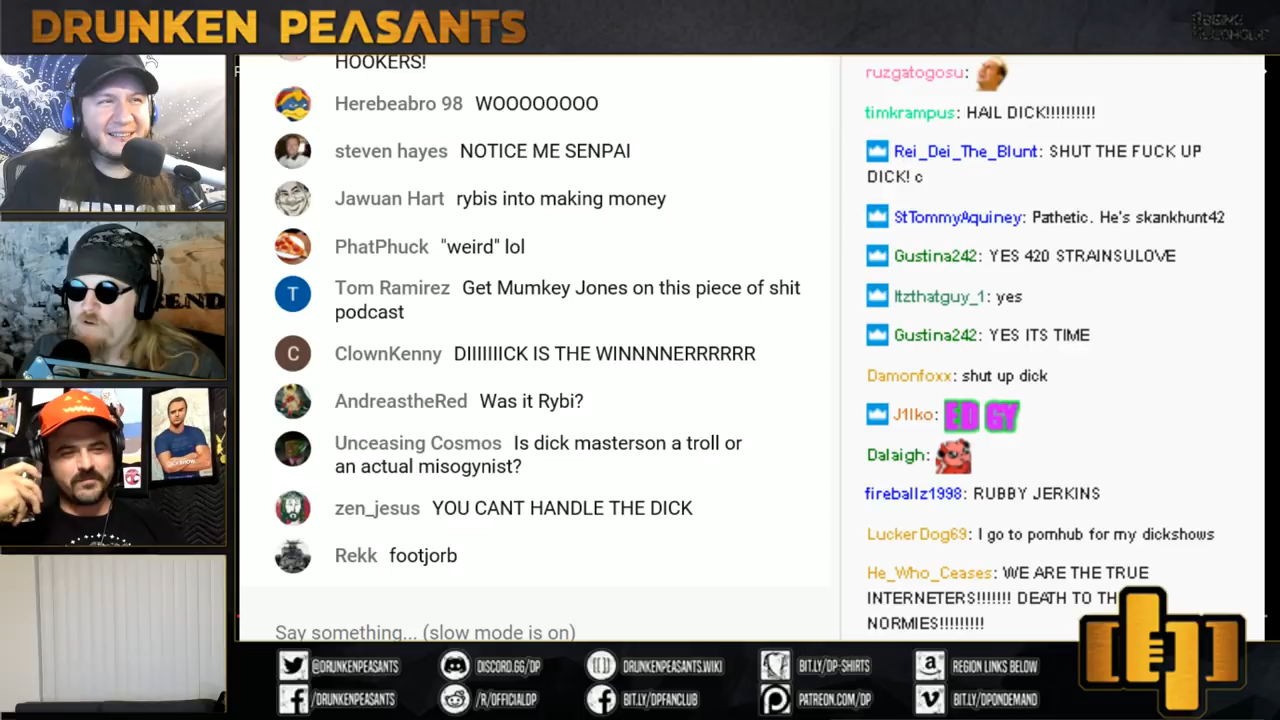 DRUNKEN PEASANTS
HOOKERS!
Herebeabro 98 WOOOOOOOO
steven hayes NOTICE ME SENPAI
Jawuan Hart rybis into making money
PhatPhuck "weird" lol
T Tom Ramirez Get Mumkey Jones on this piece of shit
podcast
C ClownKenny DIIIIIICK IS THE WINNNNERRRRRR
AndreastheRed Was it Rybi?
Unceasing Cosmos Is dick masterson a troll or
an actual misogynist?
zen_jesus YOU CANT HANDLE THE DICK
Rekk footjorb
Say something... (slow mode is on)
ruzgatogosu:
timkrampus: HAIL DICK!!!!!!!!!!
Rei_Dei_The_Blunt: SHUT THE FUCK UP
DICK! c
StTommyAquiney: Pathetic. He's skankhunt42
Gustina242: YES 420 STRAINSULOVE
Itzthatguy_1: yes
Gustina242: YES ITS TIME
Damonfoxx: shut up dick
J1lko: ED GY
Dalaigh:
fireballz1998: RUBBY JERKINS
LuckerDog69: I go to pornhub for my dickshows
He_Who_Ceases: WE ARE THE TRUE
INTERNETERS!!!!!!! DEATH TO TH
NORMIES!!!!!!!!!
@DRUNKENPEASANTS DISCORD.GG/DP DRUNKENPEASANTS.WIKI BIT.LY/DP-SHIRTS REGION LINKS BELOW
/DRUNKENPEASANTS /R/OFFICIALDP BIT.LY/DPFANCLUB PATREON.COM/DP BIT.LY/DPONDEMAND